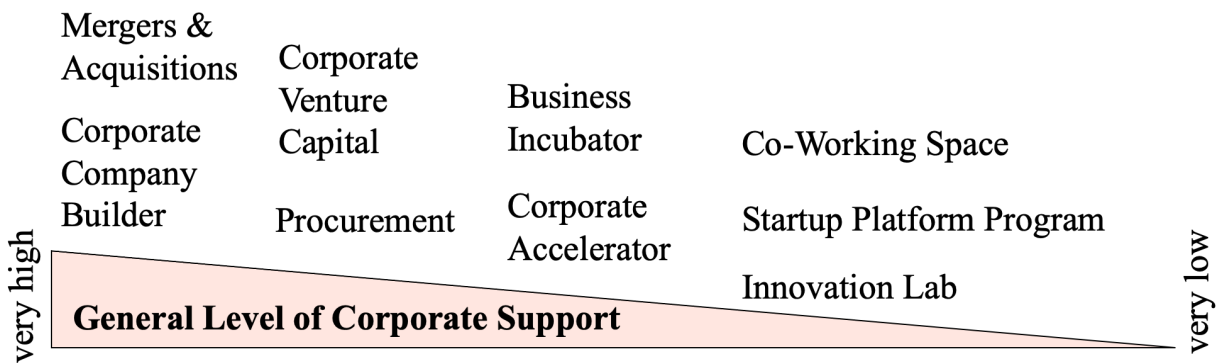 Mergers &
Acquisitions
Corporate
Company
Builder
Corporate
Venture
Capital
Procurement
Business
Incubator
Corporate
Accelerator
Co-Working Space
Startup Platform Program
Innovation Lab
very high
General Level of Corporate Support
very low